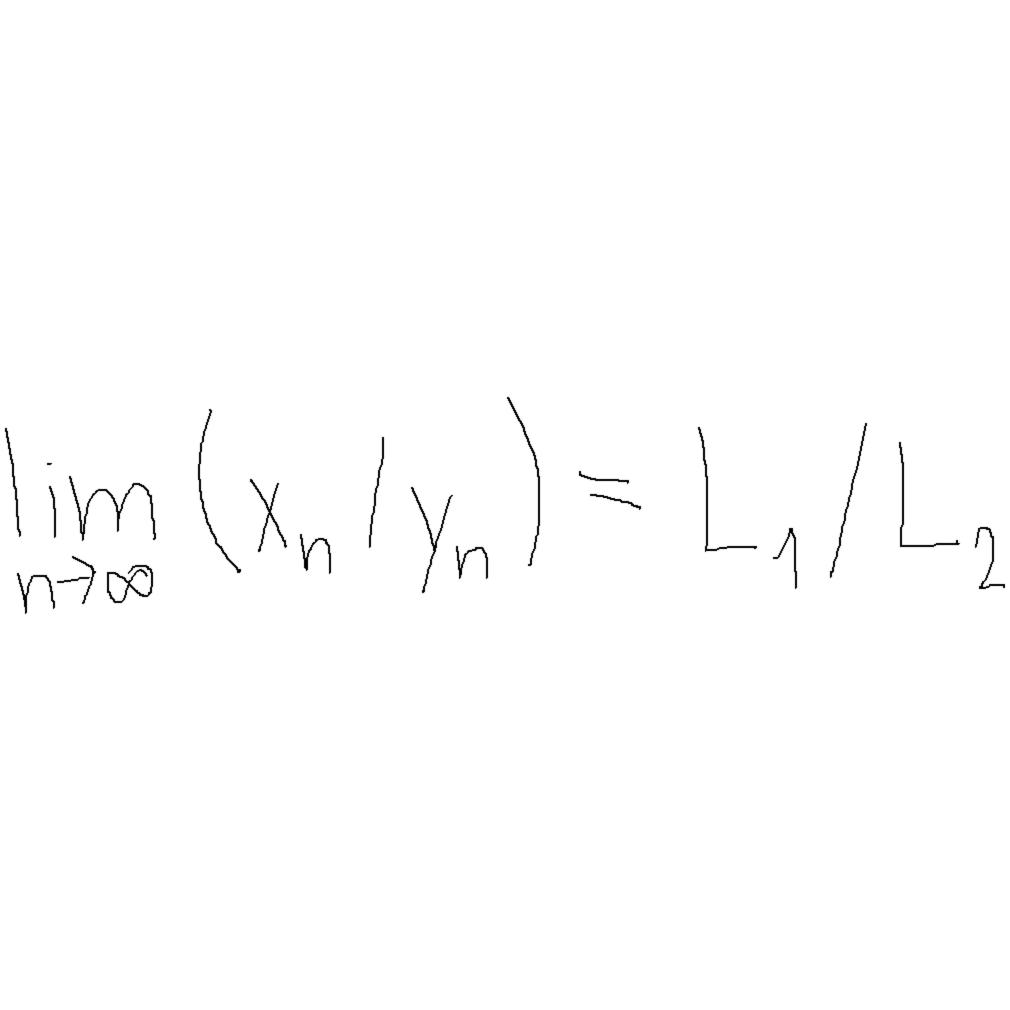 lim (xₙ/yₙ) = L₁/L₂
n→∞